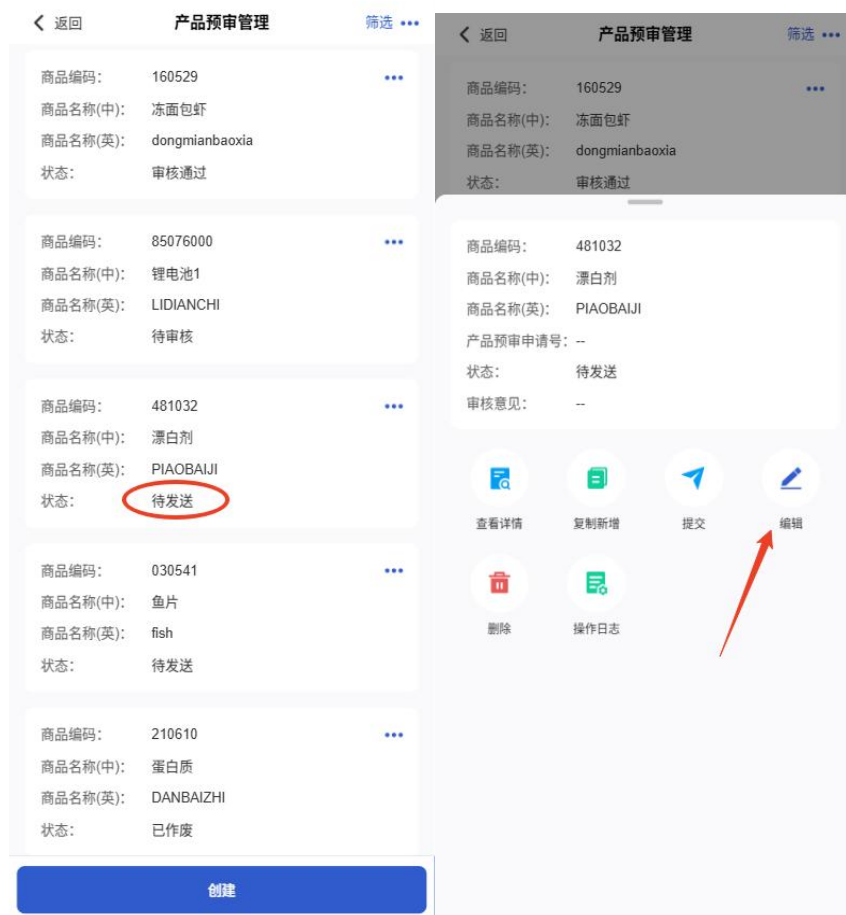 返回 产品预审管理 筛选
商品编码： 160529
商品名称(中)： 冻面包虾
商品名称(英)： dongmianbaoxia
状态： 审核通过
商品编码： 85076000
商品名称(中)： 锂电池1
商品名称(英)： LIDIANCHI
状态： 待审核
商品编码： 481032
商品名称(中)： 漂白剂
商品名称(英)： PIAOBAIJI
状态： 待发送
商品编码： 030541
商品名称(中)： 鱼片
商品名称(英)： fish
状态： 待发送
商品编码： 210610
商品名称(中)： 蛋白质
商品名称(英)： DANBAIZHI
状态： 已作废
创建
返回 产品预审管理 筛选
商品编码： 160529
商品名称(中)： 冻面包虾
商品名称(英)： dongmianbaoxia
状态： 审核通过
商品编码： 481032
商品名称(中)： 漂白剂
商品名称(英)： PIAOBAIJI
产品预审申请号： --
状态： 待发送
审核意见： --
查看详情 复制新增 提交 编辑
删除 操作日志